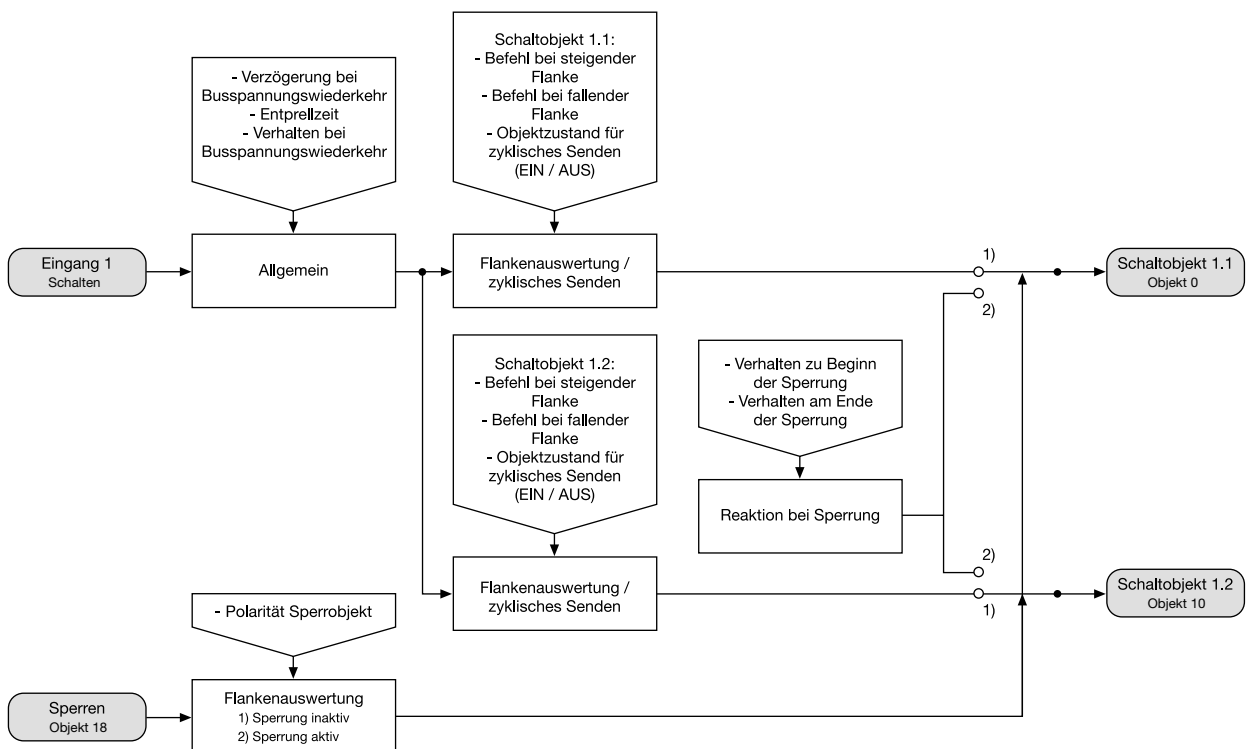 Schaltobjekt 1.1:
- Befehl bei steigender
Flanke
- Befehl bei fallender
Flanke
- Objektzustand für
zyklisches Senden
(EIN / AUS)
- Verzögerung bei
Busspannungswiederkehr
- Entprellzeit
- Verhalten bei
Busspannungswiederkehr
Eingang 1
Schalten
Allgemein
Flankenauswertung /
zyklisches Senden
1)
2)
Schaltobjekt 1.1
Objekt 0
Schaltobjekt 1.2:
- Befehl bei steigender
Flanke
- Befehl bei fallender
Flanke
- Objektzustand für
zyklisches Senden
(EIN / AUS)
- Verhalten zu Beginn
der Sperrung
- Verhalten am Ende
der Sperrung
Reaktion bei Sperrung
Flankenauswertung /
zyklisches Senden
2)
1)
Schaltobjekt 1.2
Objekt 10
- Polarität Sperrobjekt
Sperren
Objekt 18
Flankenauswertung
1) Sperrung inaktiv
2) Sperrung aktiv